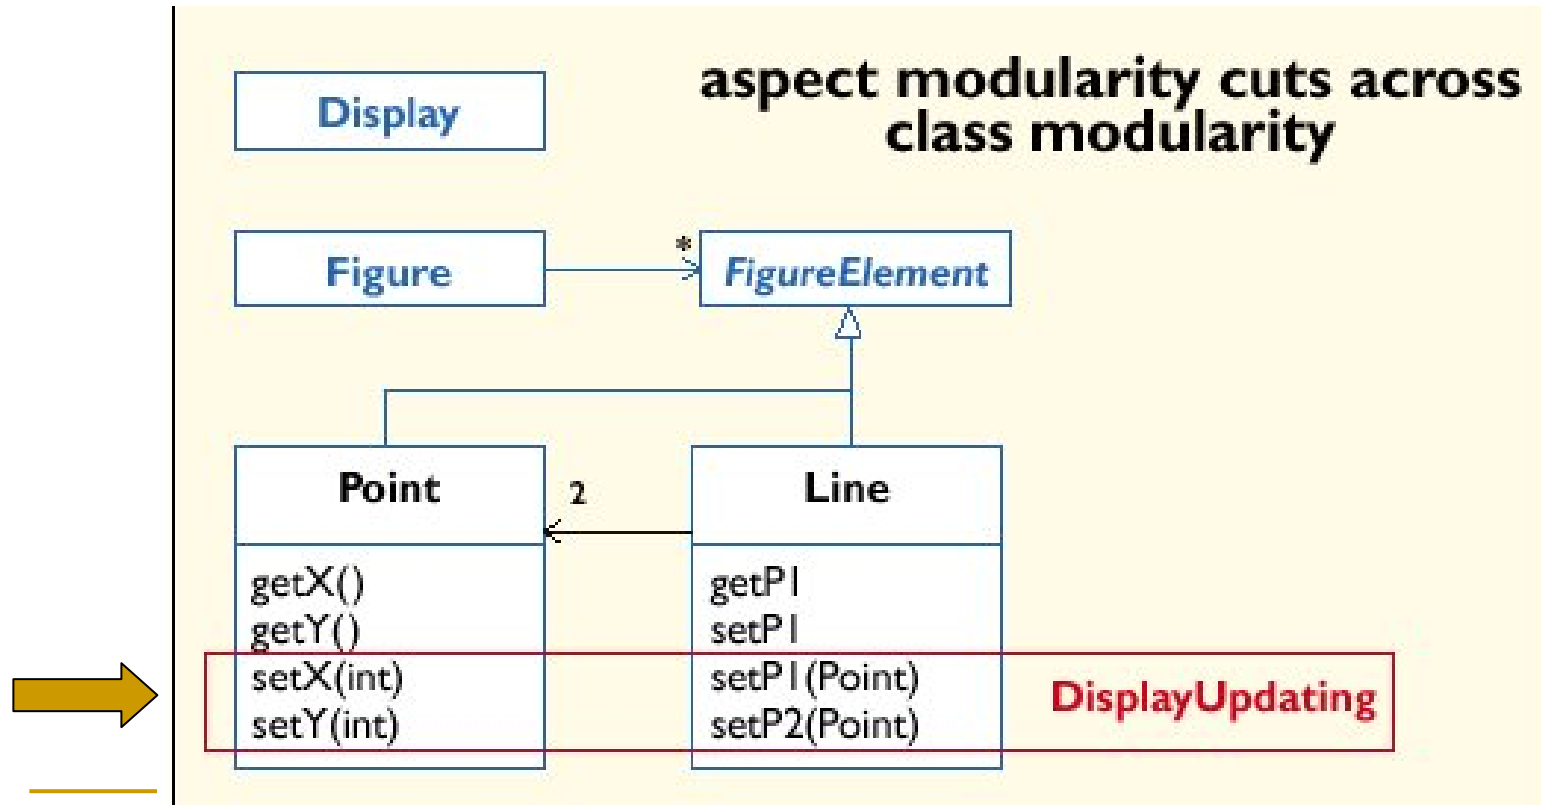 aspect modularity cuts across
class modularity
Display
Figure
*
FigureElement
Point
2
Line
getX()
getY()
setX(int)
setY(int)
getP1
setP1
setP1(Point)
setP2(Point)
DisplayUpdating